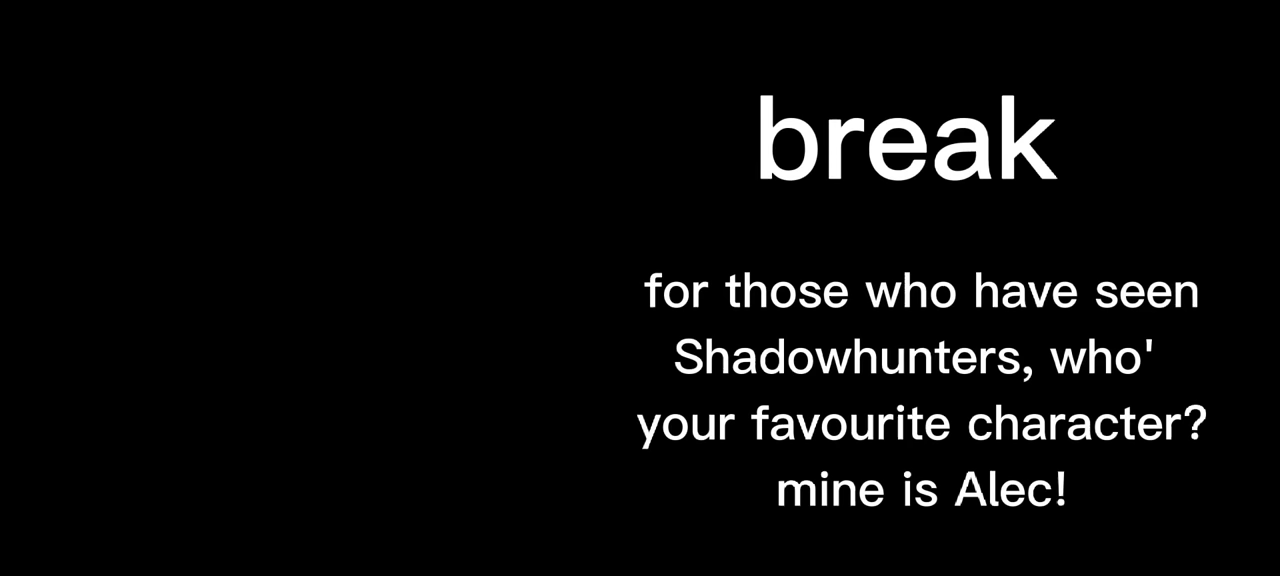 break
for those who have seen
Shadowhunters, who'
your favourite character?
mine is Alec!